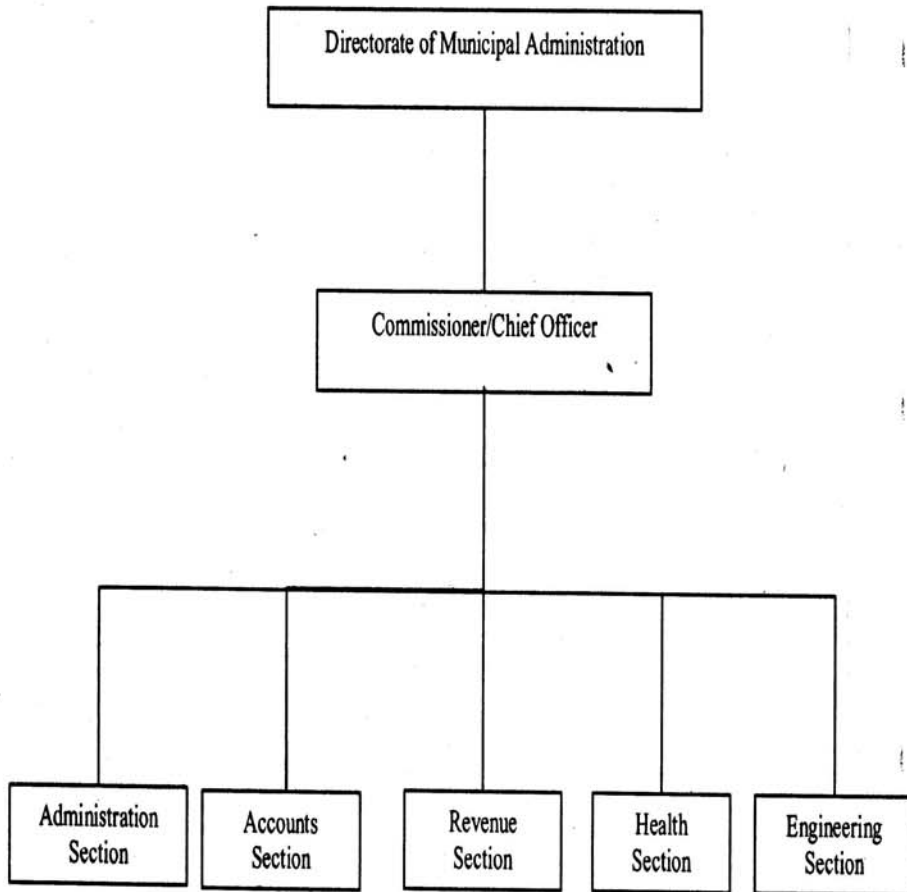 Directorate of Municipal Administration
Commissioner/Chief Officer
Administration
Section
Accounts
Section
Revenue
Section
Health
Section
Engineering
Section